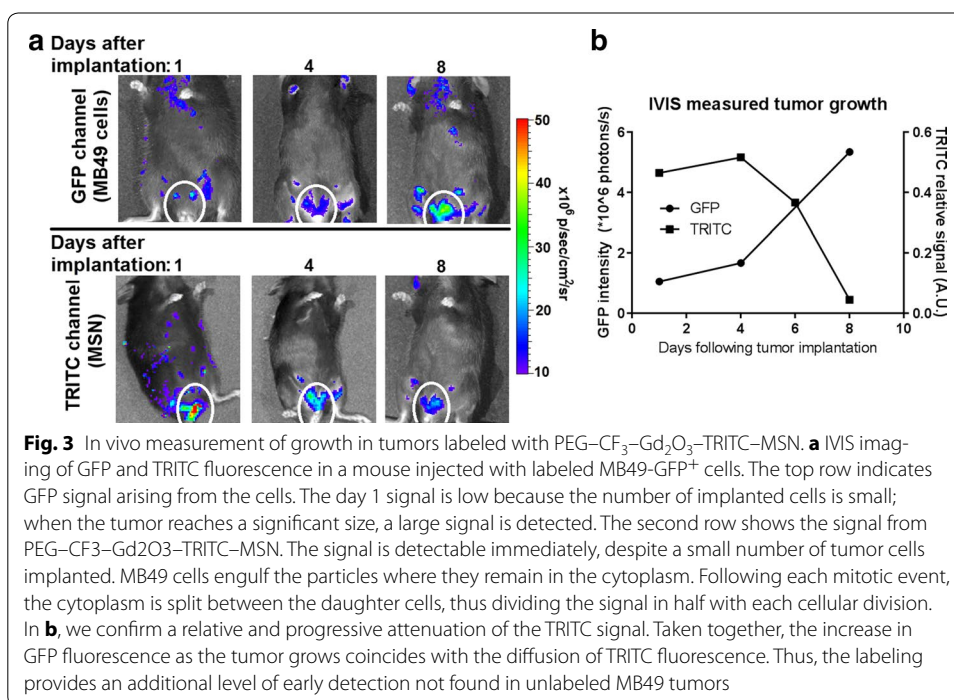 a Days after
implantation: 1 4 8
GFP channel
(MB49 cells)
Days after
implantation: 1 4 8
TRITC channel
(MSN)
50
40
30
20
10
x10⁶ p/sec/cm²/sr
b
IVIS measured tumor growth
GFP intensity (*10^6 photons/s)
6
4
2
0
GFP
TRITC
0.6
0.4
0.2
0.0
TRITC relative
signal (A.U.)
0 2 4 6 8 10
Days following tumor implantation
Fig. 3 In vivo measurement of growth in tumors labeled with PEG–CF₃–Gd₂O₃–TRITC–MSN. a IVIS imag-
ing of GFP and TRITC fluorescence in a mouse injected with labeled MB49-GFP⁺ cells. The top row indicates
GFP signal arising from the cells. The day 1 signal is low because the number of implanted cells is small;
when the tumor reaches a significant size, a large signal is detected. The second row shows the signal from
PEG–CF3–Gd2O3–TRITC–MSN. The signal is detectable immediately, despite a small number of tumor cells
implanted. MB49 cells engulf the particles where they remain in the cytoplasm. Following each mitotic event,
the cytoplasm is split between the daughter cells, thus dividing the signal in half with each cellular division.
In b, we confirm a relative and progressive attenuation of the TRITC signal. Taken together, the increase in
GFP fluorescence as the tumor grows coincides with the diffusion of TRITC fluorescence. Thus, the labeling
provides an additional level of early detection not found in unlabeled MB49 tumors